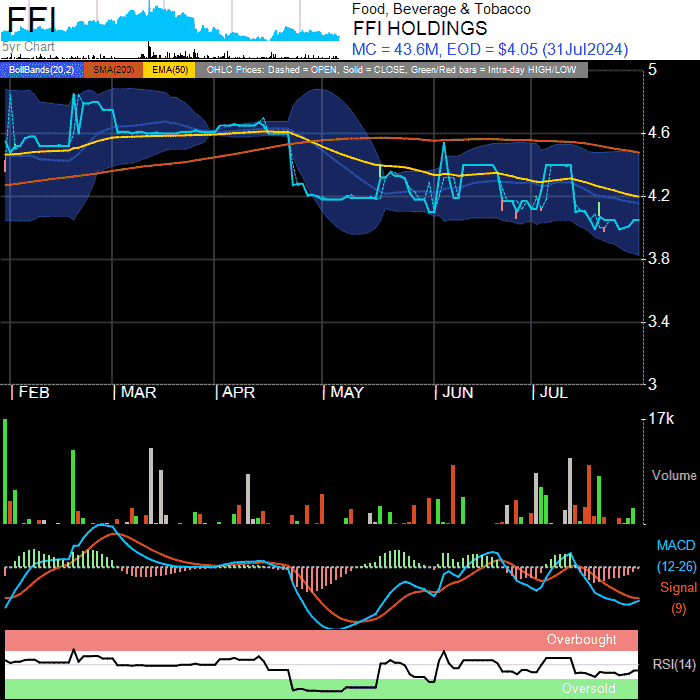 FFI
5yr Chart
Food, Beverage & Tobacco
FFI HOLDINGS
MC = 43.6M, EOD = $4.05 (31Jul2024)
BollBands(20,2) SMA(200) EMA(50) OHLC Prices: Dashed = OPEN, Solid = CLOSE, Green/Red bars = Intra-day HIGH/LOW
5
4.6
4.2
3.8
3.4
3
FEB MAR APR MAY JUN JUL
17k
Volume
MACD
(12-26)
Signal
(9)
Overbought
RSI(14)
Oversold